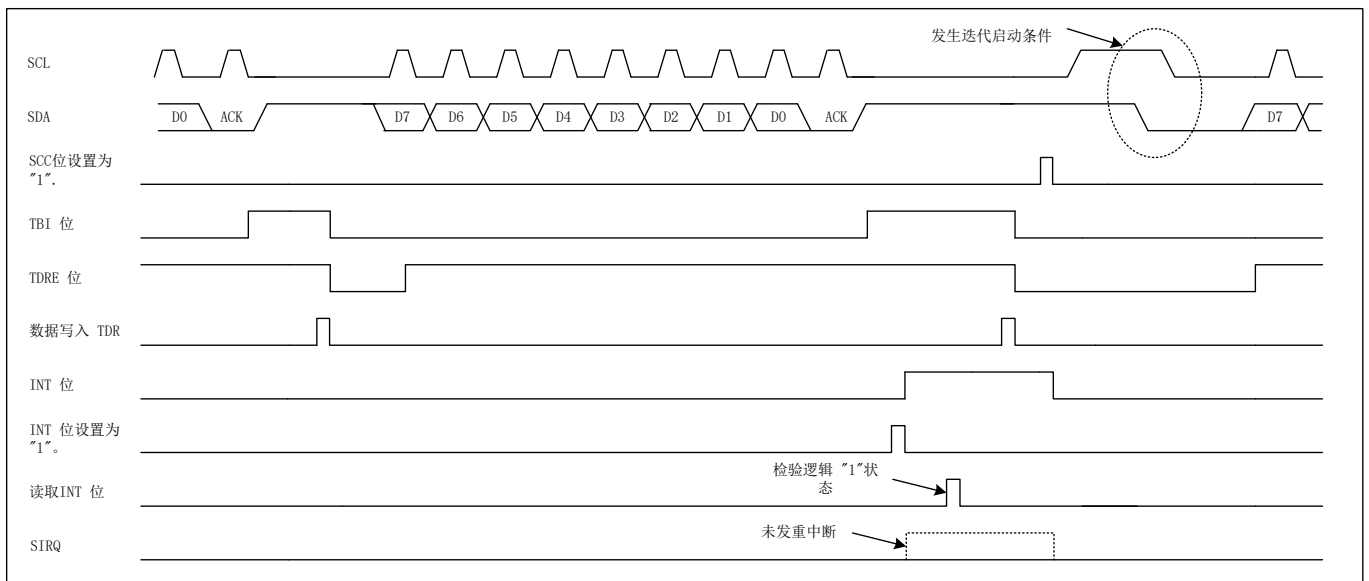 发生迭代启动条件
SCL
SDA
D0 ACK D7 D6 D5 D4 D3 D2 D1 D0 ACK D7
SCC位设置为
"1".
TBI 位
TDRE 位
数据写入 TDR
INT 位
INT 位设置为
"1"。
检验逻辑 "1"状
态
读取INT 位
未发重中断
SIRQ